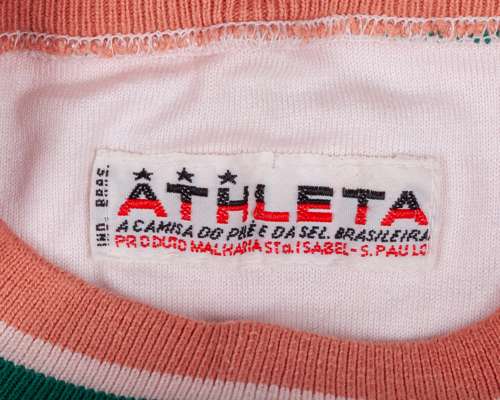 IND. BRAS.
ATHLETA
A CAMISA DO PELÉ E DA SEL. BRASILEIRA
PRODUTO MALHARIA STA. ISABEL - S. PAULO